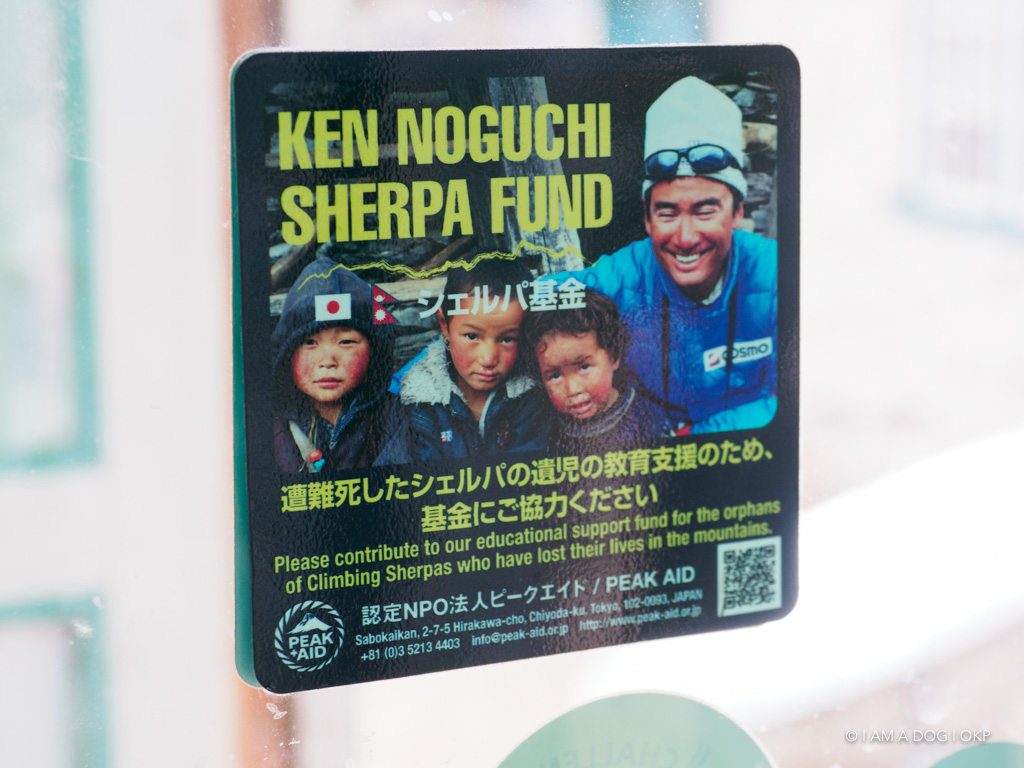 KEN NOGUCHI
SHERPA FUND
シェルパ基金
COSMO
遭難死したシェルパの遺児の教育支援のため、
基金にご協力ください
Please contribute to our educational support fund for the orphans
of Climbing Sherpas who have lost their lives in the mountains.
PEAK
+AID
認定NPO法人ピークエイド / PEAK AID
Sabokaikan, 2-7-5 Hirakawa-cho, Chiyoda-ku, Tokyo, 102-0093, JAPAN
+81 (0)3 5213 4403 info@peak-aid.or.jp http://www.peak-aid.or.jp
© I AM A DOG | OKP